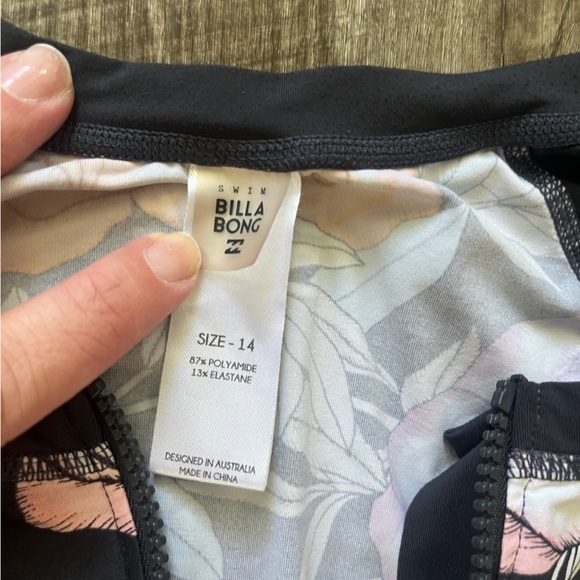 SWIM
BILLA
BONG
SIZE - 14
87% POLYAMIDE
13% ELASTANE
DESIGNED IN AUSTRALIA
MADE IN CHINA